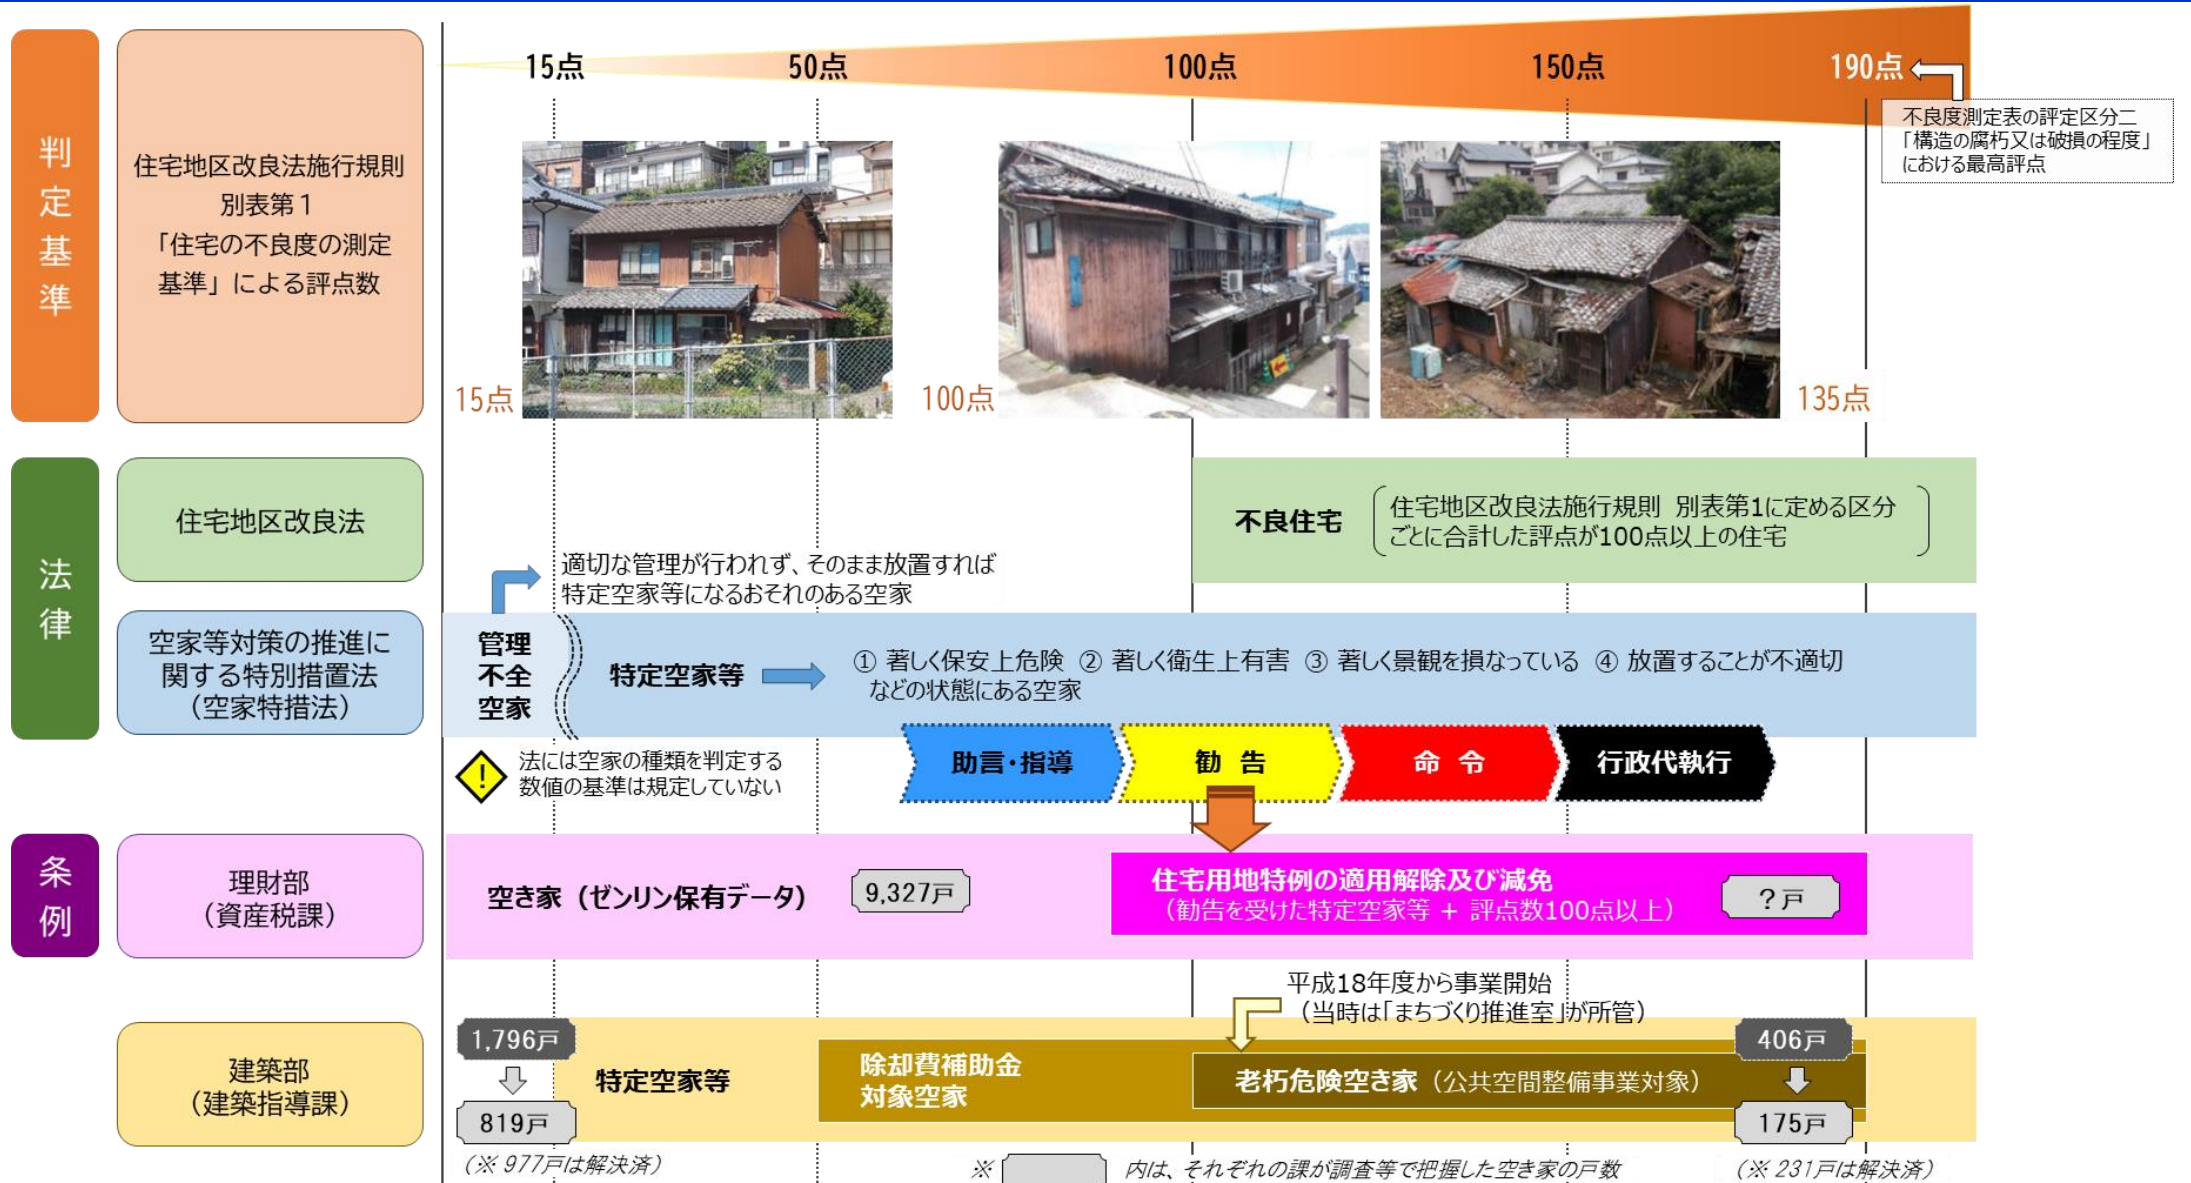 判定基準
住宅地区改良法施行規則
別表第１
「住宅の不良度の測定
基準」による評点数
15点
50点
100点
150点
190点
不良度測定表の評定区分二
「構造の腐朽又は破損の程度」
における最高評点
15点
100点
135点
法律
住宅地区改良法
不良住宅
住宅地区改良法施行規則 別表第1に定める区分
ごとに合計した評点が100点以上の住宅
適切な管理が行われず、そのまま放置すれば
特定空家等になるおそれのある空家
空家等対策の推進に
関する特別措置法
（空家特措法）
管理
不全
空家
特定空家等
① 著しく保安上危険 ② 著しく衛生上有害 ③ 著しく景観を損なっている ④ 放置することが不適切
などの状態にある空家
助言・指導
勧 告
命 令
行政代執行
!
法には空家の種類を判定する
数値の基準は規定していない
条例
理財部
（資産税課）
空き家（ゼンリン保有データ）
9,327戸
住宅用地特例の適用解除及び減免
（勧告を受けた特定空家等 + 評点数100点以上）
？戸
平成18年度から事業開始
（当時は「まちづくり推進室」が所管）
建築部
（建築指導課）
1,796戸
819戸
特定空家等
除却費補助金
対象空家
老朽危険空き家（公共空間整備事業対象）
406戸
175戸
（※ 977戸は解決済）
※ 内は、それぞれの課が調査等で把握した空き家の戸数
（※ 231戸は解決済）